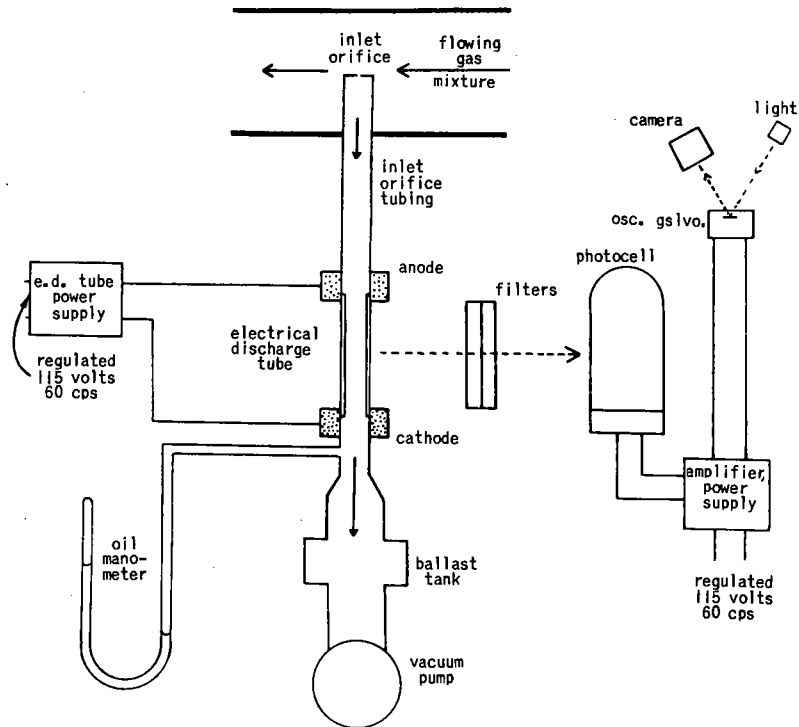 inlet
orifice
flowing
gas
mixture
camera
light
inlet
orifice
tubing
osc. gslvo.
photocell
anode
e.d. tube
power
supply
filters
electrical
discharge
tube
regulated
115 volts
60 cps
cathode
amplifier,
power
supply
oil
mano-
meter
ballast
tank
regulated
115 volts
60 cps
vacuum
pump